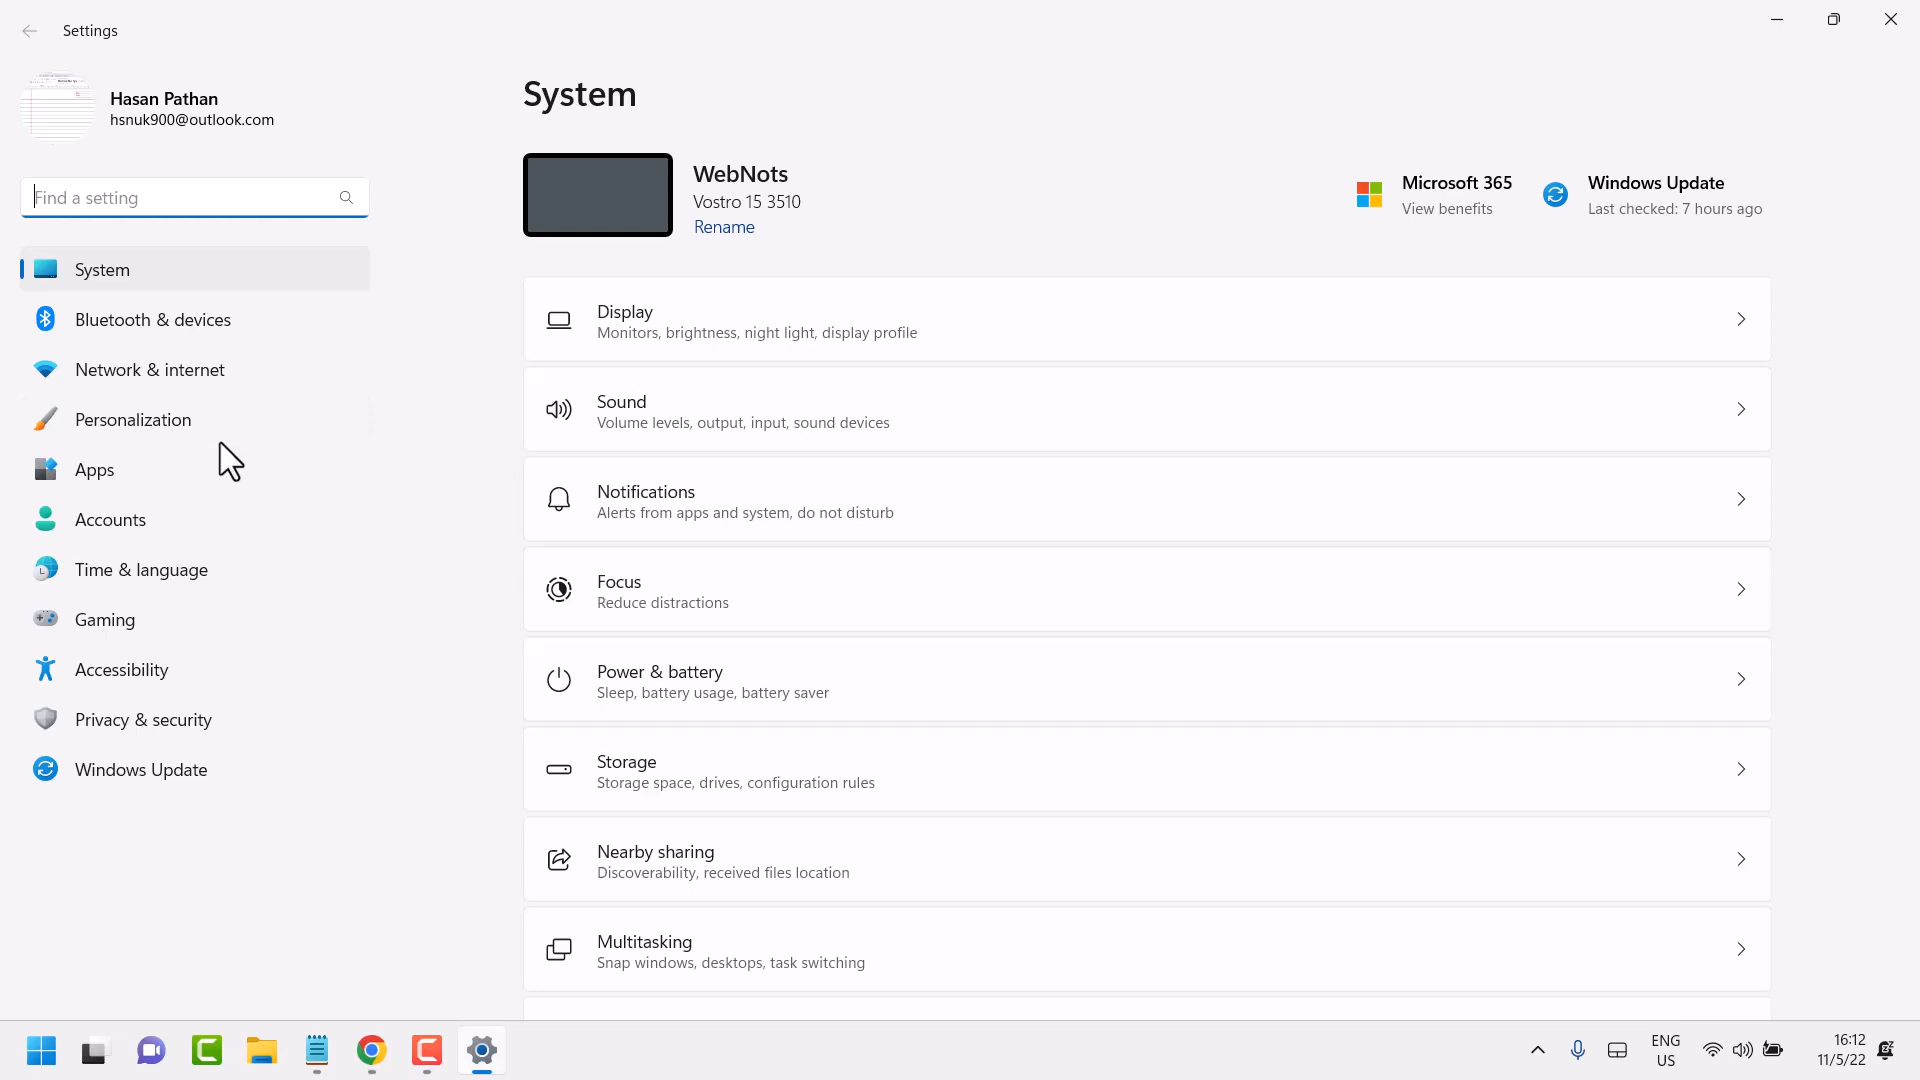 Settings
Hasan Pathan
hsnuk900@outlook.com
Find a setting
System
Bluetooth & devices
Network & internet
Personalization
Apps
Accounts
Time & language
Gaming
Accessibility
Privacy & security
Windows Update
System
WebNots
Vostro 15 3510
Rename
Microsoft 365
View benefits
Windows Update
Last checked: 7 hours ago
Display
Monitors, brightness, night light, display profile
Sound
Volume levels, output, input, sound devices
Notifications
Alerts from apps and system, do not disturb
Focus
Reduce distractions
Power & battery
Sleep, battery usage, battery saver
Storage
Storage space, drives, configuration rules
Nearby sharing
Discoverability, received files location
Multitasking
Snap windows, desktops, task switching
ENG
US
16:12
11/5/22